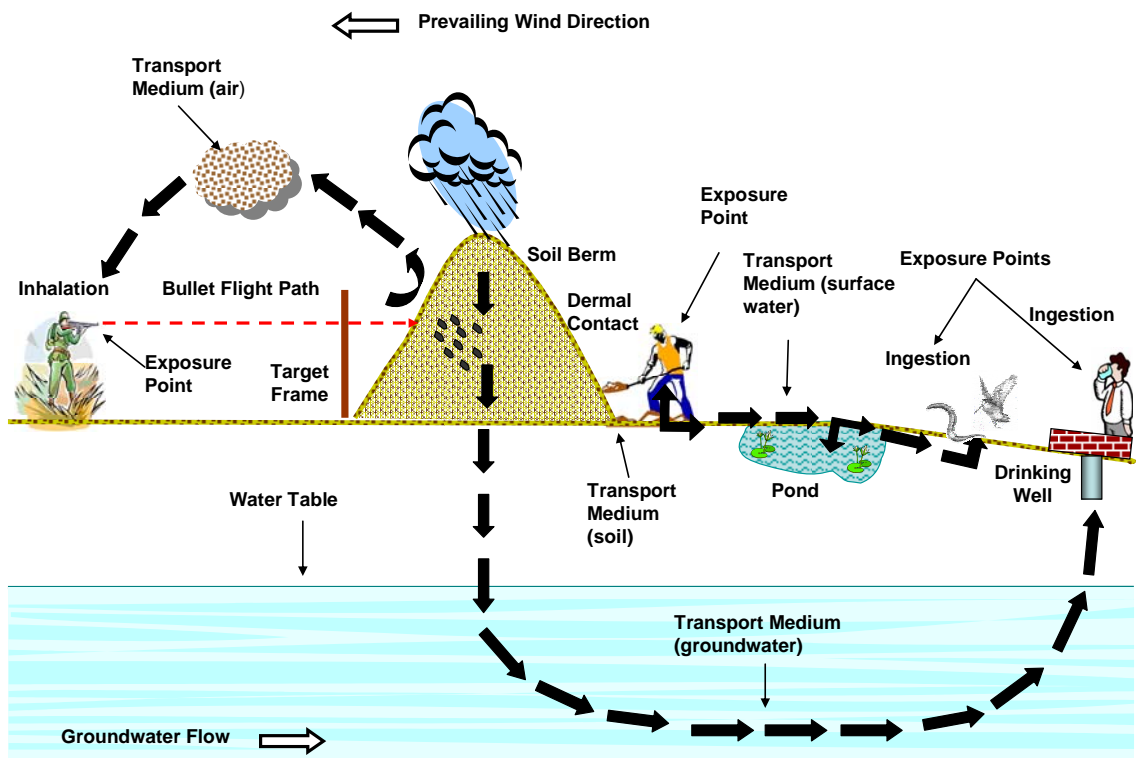 Prevailing Wind Direction
Transport
Medium (air)
Exposure
Point
Soil Berm
Transport
Medium (surface
water)
Exposure Points
Inhalation
Bullet Flight Path
Dermal
Contact
Ingestion
Ingestion
Exposure
Point
Target
Frame
Drinking
Well
Pond
Transport
Medium
(soil)
Water Table
Transport Medium
(groundwater)
Groundwater Flow